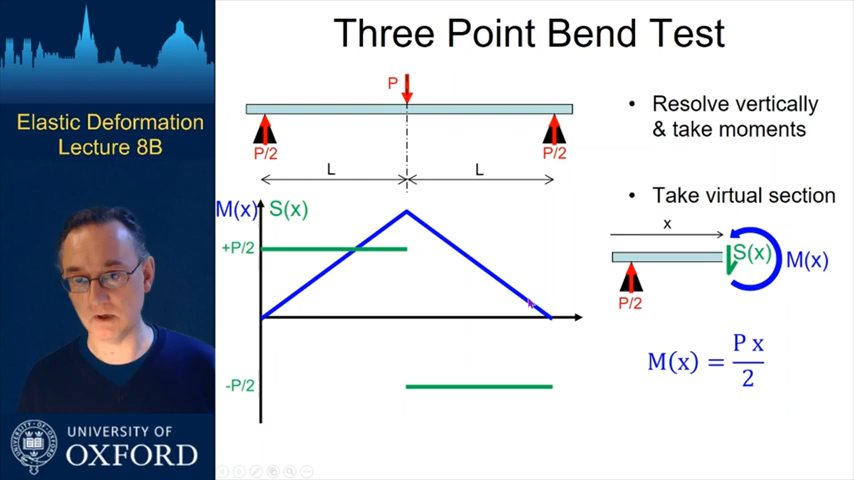 Three Point Bend Test
Elastic Deformation
Lecture 8B
P
P/2
P/2
L
L
M(x) S(x)
+P/2
-P/2
• Resolve vertically
& take moments
• Take virtual section
x
S(x)
M(x)
P/2
M(x) = P x / 2
UNIVERSITY OF
OXFORD